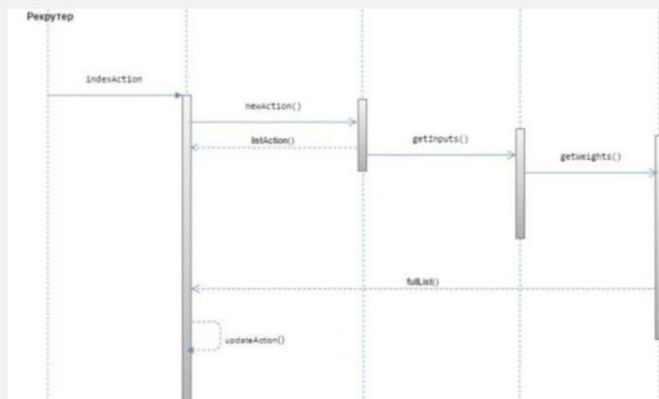 Рекрутер
indexAction
newAction()
listAction()
getInputs()
getweights()
fullList()
updateAction()